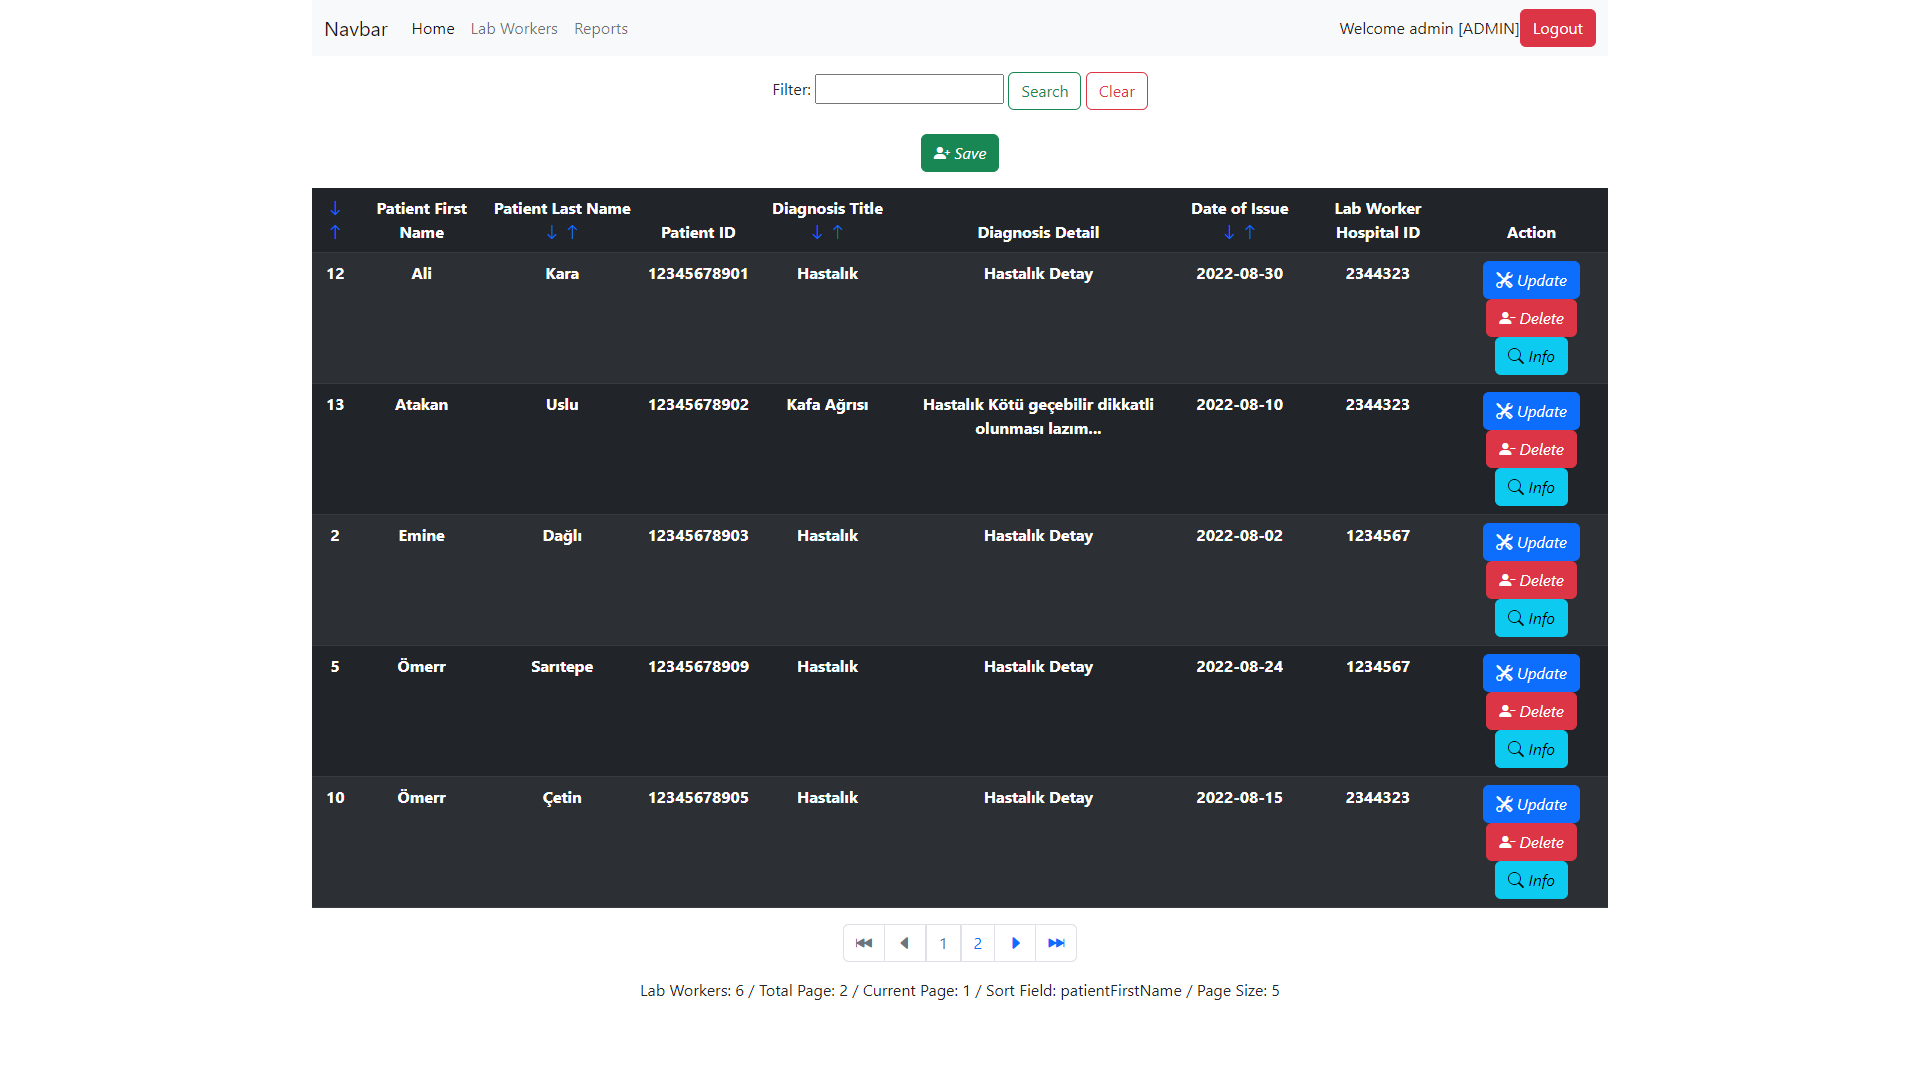 Navbar Home Lab Workers Reports Welcome admin [ADMIN] Logout
Filter: Search Clear
Save
↓ Patient First Patient Last Name Diagnosis Title Date of Issue Lab Worker
↑ Name ↓ ↑ Patient ID ↓ ↑ Diagnosis Detail ↓ ↑ Hospital ID Action
12 Ali Kara 12345678901 Hastalık Hastalık Detay 2022-08-30 2344323 Update
Delete
Info
13 Atakan Uslu 12345678902 Kafa Ağrısı Hastalık Kötü geçebilir dikkatli 2022-08-10 2344323 Update
olunması lazım...
Delete
Info
2 Emine Dağlı 12345678903 Hastalık Hastalık Detay 2022-08-02 1234567 Update
Delete
Info
5 Ömerr Sarıtepe 12345678909 Hastalık Hastalık Detay 2022-08-24 1234567 Update
Delete
Info
10 Ömerr Çetin 12345678905 Hastalık Hastalık Detay 2022-08-15 2344323 Update
Delete
Info
1 2
Lab Workers: 6 / Total Page: 2 / Current Page: 1 / Sort Field: patientFirstName / Page Size: 5